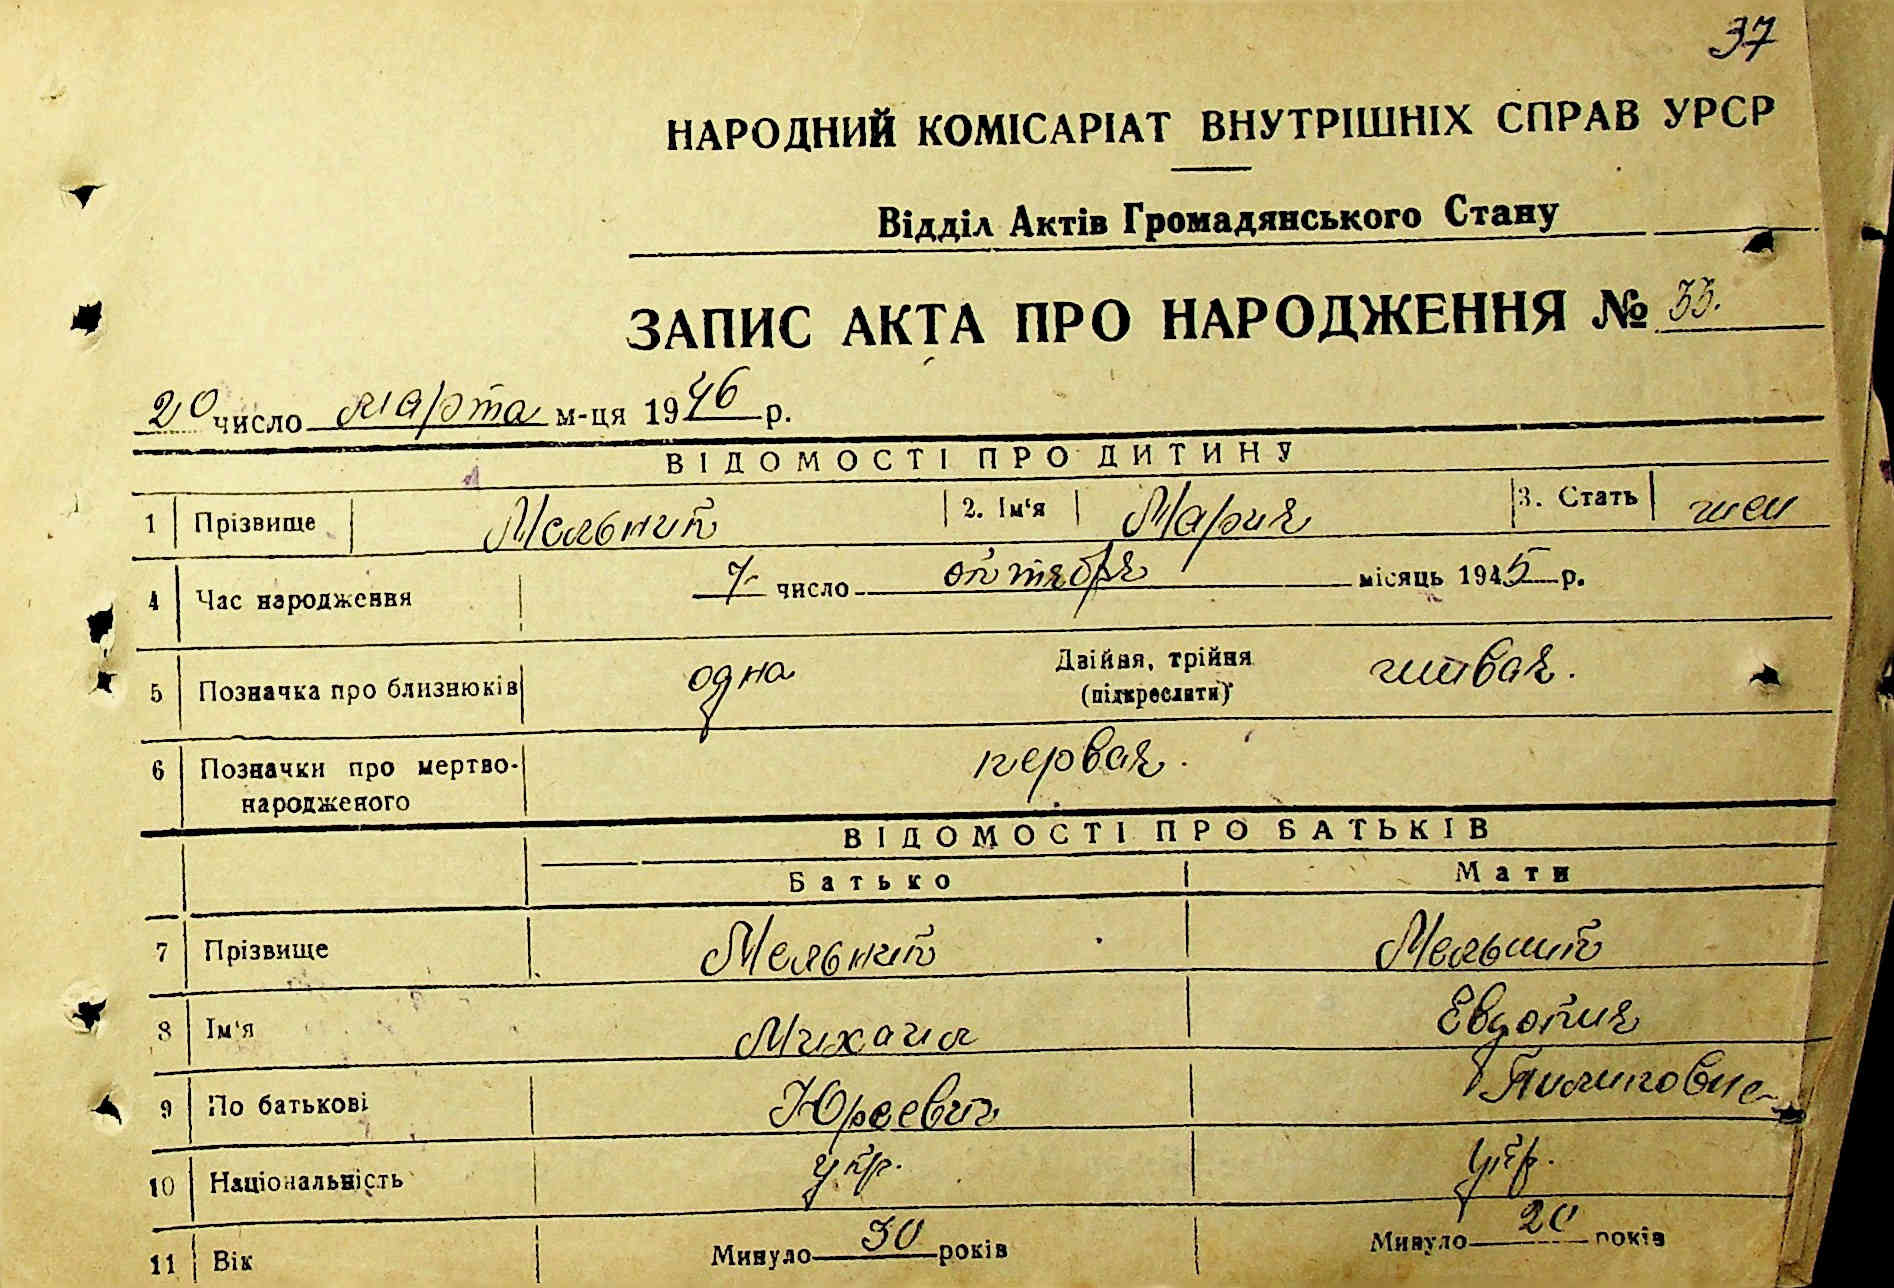 37
НАРОДНИЙ КОМІСАРІАТ ВНУТРІШНІХ СПРАВ УРСР
Відділ Актів Громадянського Стану
ЗАПИС АКТА ПРО НАРОДЖЕННЯ № 33.
20 число марта м-ця 1946 р.
ВІДОМОСТІ ПРО ДИТИНУ
1 Прізвище Мельник 2. Ім'я Мария 3. Стать жен
4 Час народження 7 число октября місяць 1945 р.
5 Позначка про близнюків одна Двійня, трійня (підкреслити) живая.
6 Позначки про мертво-
народженого первая.
ВІДОМОСТІ ПРО БАТЬКІВ
Батько Мати
7 Прізвище Мельник Мельник
8 Ім'я Михаил Евдокия
9 По батькові Юрьевич
10 Національність укр. укр.
11 Вік Минуло 30 років Минуло 20 років